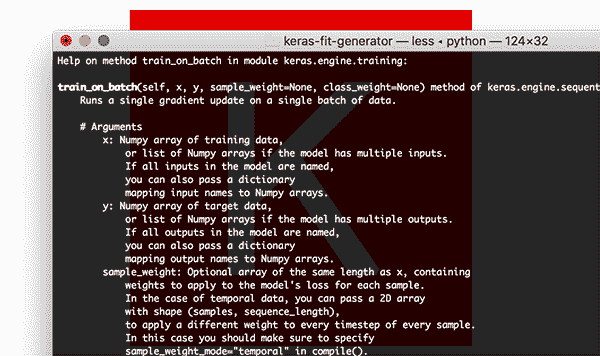 keras-fit-generator — less ◂ python — 124×32
Help on method train_on_batch in module keras.engine.training:
train_on_batch(self, x, y, sample_weight=None, class_weight=None) method of keras.engine.sequent
Runs a single gradient update on a single batch of data.
# Arguments
x: Numpy array of training data,
or list of Numpy arrays if the model has multiple inputs.
If all inputs in the model are named,
you can also pass a dictionary
mapping input names to Numpy arrays.
y: Numpy array of target data,
or list of Numpy arrays if the model has multiple outputs.
If all outputs in the model are named,
you can also pass a dictionary
mapping output names to Numpy arrays.
sample_weight: Optional array of the same length as x, containing
weights to apply to the model's loss for each sample.
In the case of temporal data, you can pass a 2D array
with shape (samples, sequence_length),
to apply a different weight to every timestep of every sample.
In this case you should make sure to specify
sample_weight_mode="temporal" in compile().
K